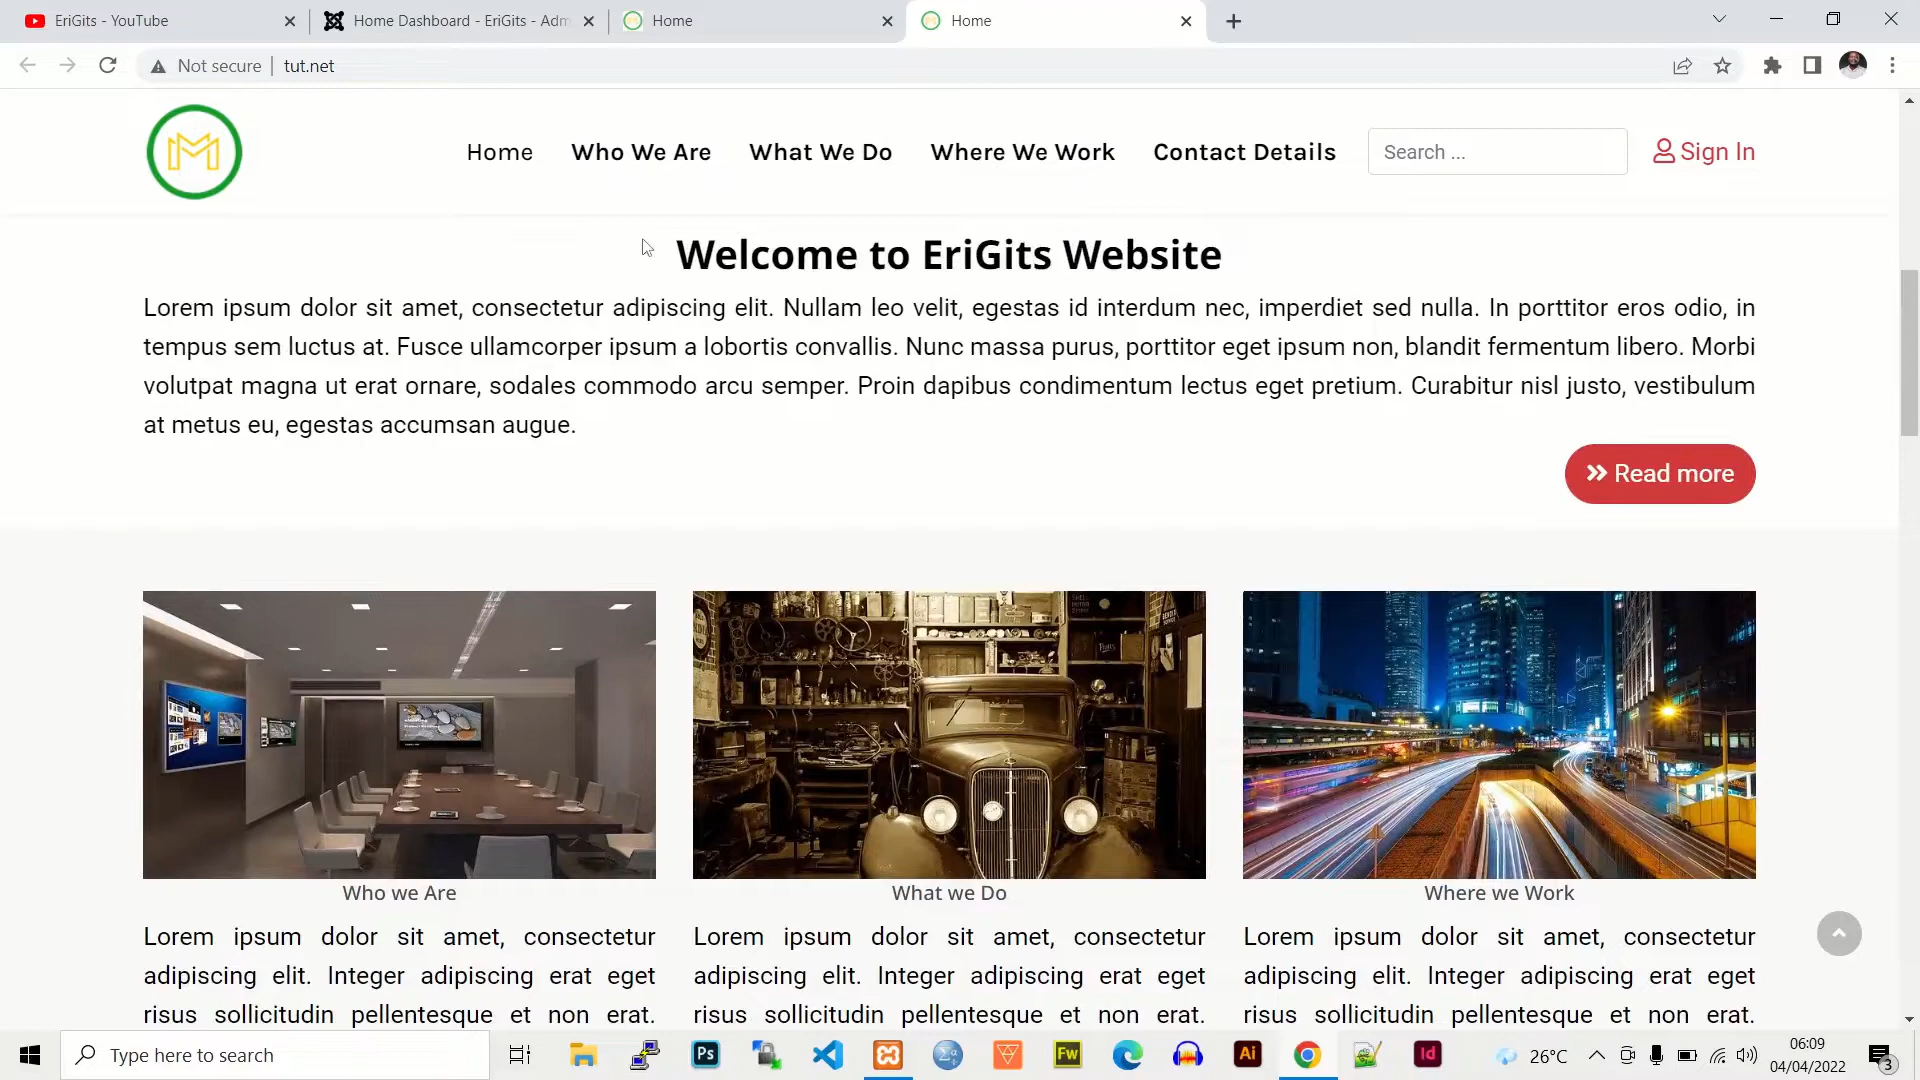 EriGits - YouTube
Home Dashboard - EriGits - Adm
Home
Home
Not secure
tut.net
M
Home
Who We Are
What We Do
Where We Work
Contact Details
Search ...
Sign In
Welcome to EriGits Website
Lorem ipsum dolor sit amet, consectetur adipiscing elit. Nullam leo velit, egestas id interdum nec, imperdiet sed nulla. In porttitor eros odio, in
tempus sem luctus at. Fusce ullamcorper ipsum a lobortis convallis. Nunc massa purus, porttitor eget ipsum non, blandit fermentum libero. Morbi
volutpat magna ut erat ornare, sodales commodo arcu semper. Proin dapibus condimentum lectus eget pretium. Curabitur nisl justo, vestibulum
at metus eu, egestas accumsan augue.
Read more
Who we Are
What we Do
Where we Work
Lorem ipsum dolor sit amet, consectetur
adipiscing elit. Integer adipiscing erat eget
risus sollicitudin pellentesque et non erat.
Lorem ipsum dolor sit amet, consectetur
adipiscing elit. Integer adipiscing erat eget
risus sollicitudin pellentesque et non erat.
Lorem ipsum dolor sit amet, consectetur
adipiscing elit. Integer adipiscing erat eget
risus sollicitudin pellentesque et non erat.
Type here to search
Ps
Fw
Ai
Id
26°C
06:09
04/04/2022
3